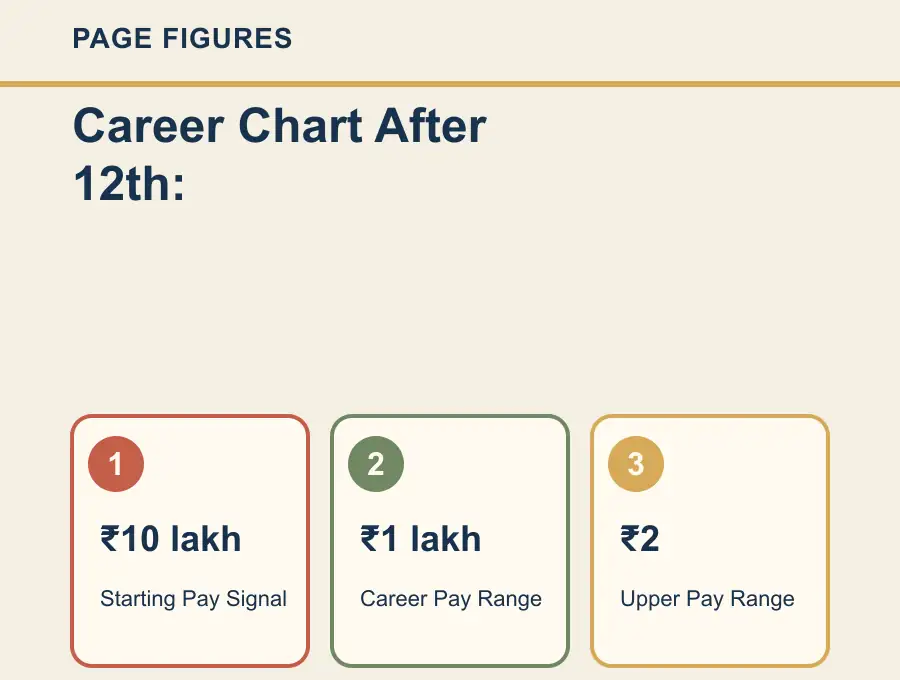 PAGE FIGURES
Career Chart After
12th:
1
₹10 lakh
Starting Pay Signal
2
₹1 lakh
Career Pay Range
3
₹2
Upper Pay Range